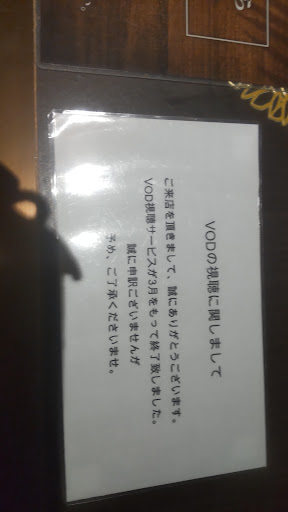 VODの視聴に関しまして
ご来店を頂きまして、誠にありがとうございます。
VOD視聴サービスが3月をもって終了致しました。
誠に申訳ございませんが
予め、ご了承くださいませ。